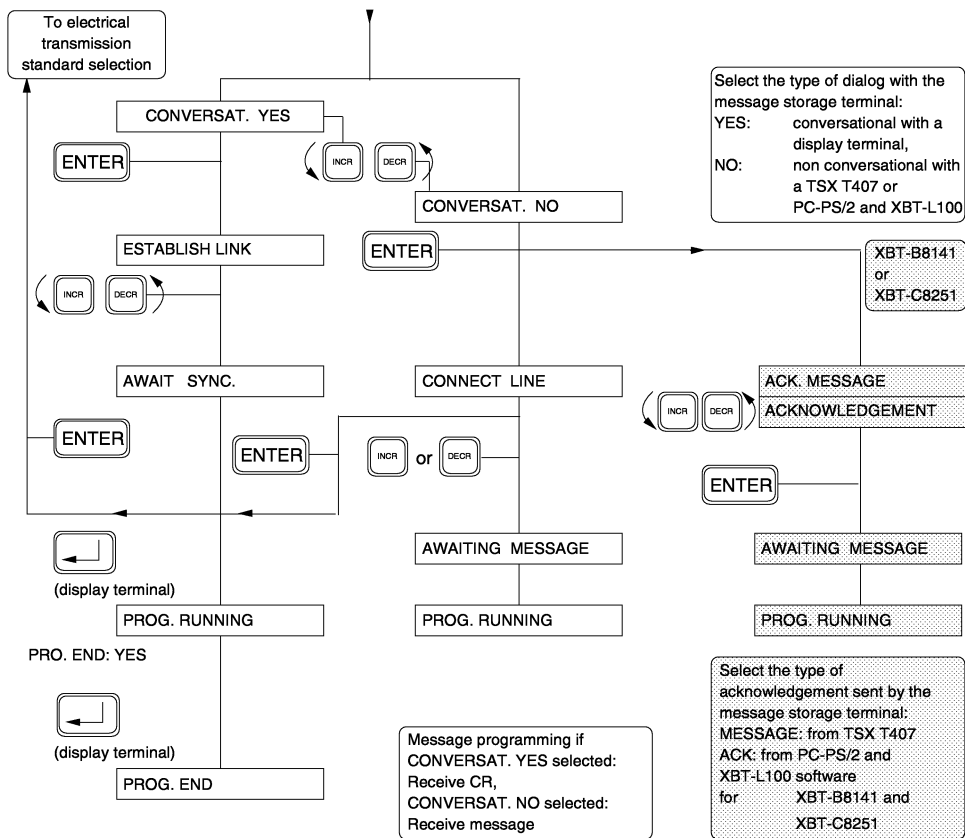 To electrical
transmission
standard selection
CONVERSAT. YES
ENTER
INCR
DECR
CONVERSAT. NO
Select the type of dialog with the
message storage terminal:
YES: conversational with a
display terminal,
NO: non conversational with
a TSX T407 or
PC-PS/2 and XBT-L100
ESTABLISH LINK
ENTER
XBT-B8141
or
XBT-C8251
INCR
DECR
AWAIT SYNC.
CONNECT LINE
ACK. MESSAGE
ACKNOWLEDGEMENT
INCR
DECR
ENTER
ENTER
INCR or DECR
ENTER
(display terminal)
AWAITING MESSAGE
AWAITING MESSAGE
PROG. RUNNING
PROG. RUNNING
PROG. RUNNING
PRO. END: YES
(display terminal)
PROG. END
Message programming if
CONVERSAT. YES selected:
Receive CR,
CONVERSAT. NO selected:
Receive message
Select the type of
acknowledgement sent by the
message storage terminal:
MESSAGE: from TSX T407
ACK: from PC-PS/2 and
XBT-L100 software
for XBT-B8141 and
XBT-C8251